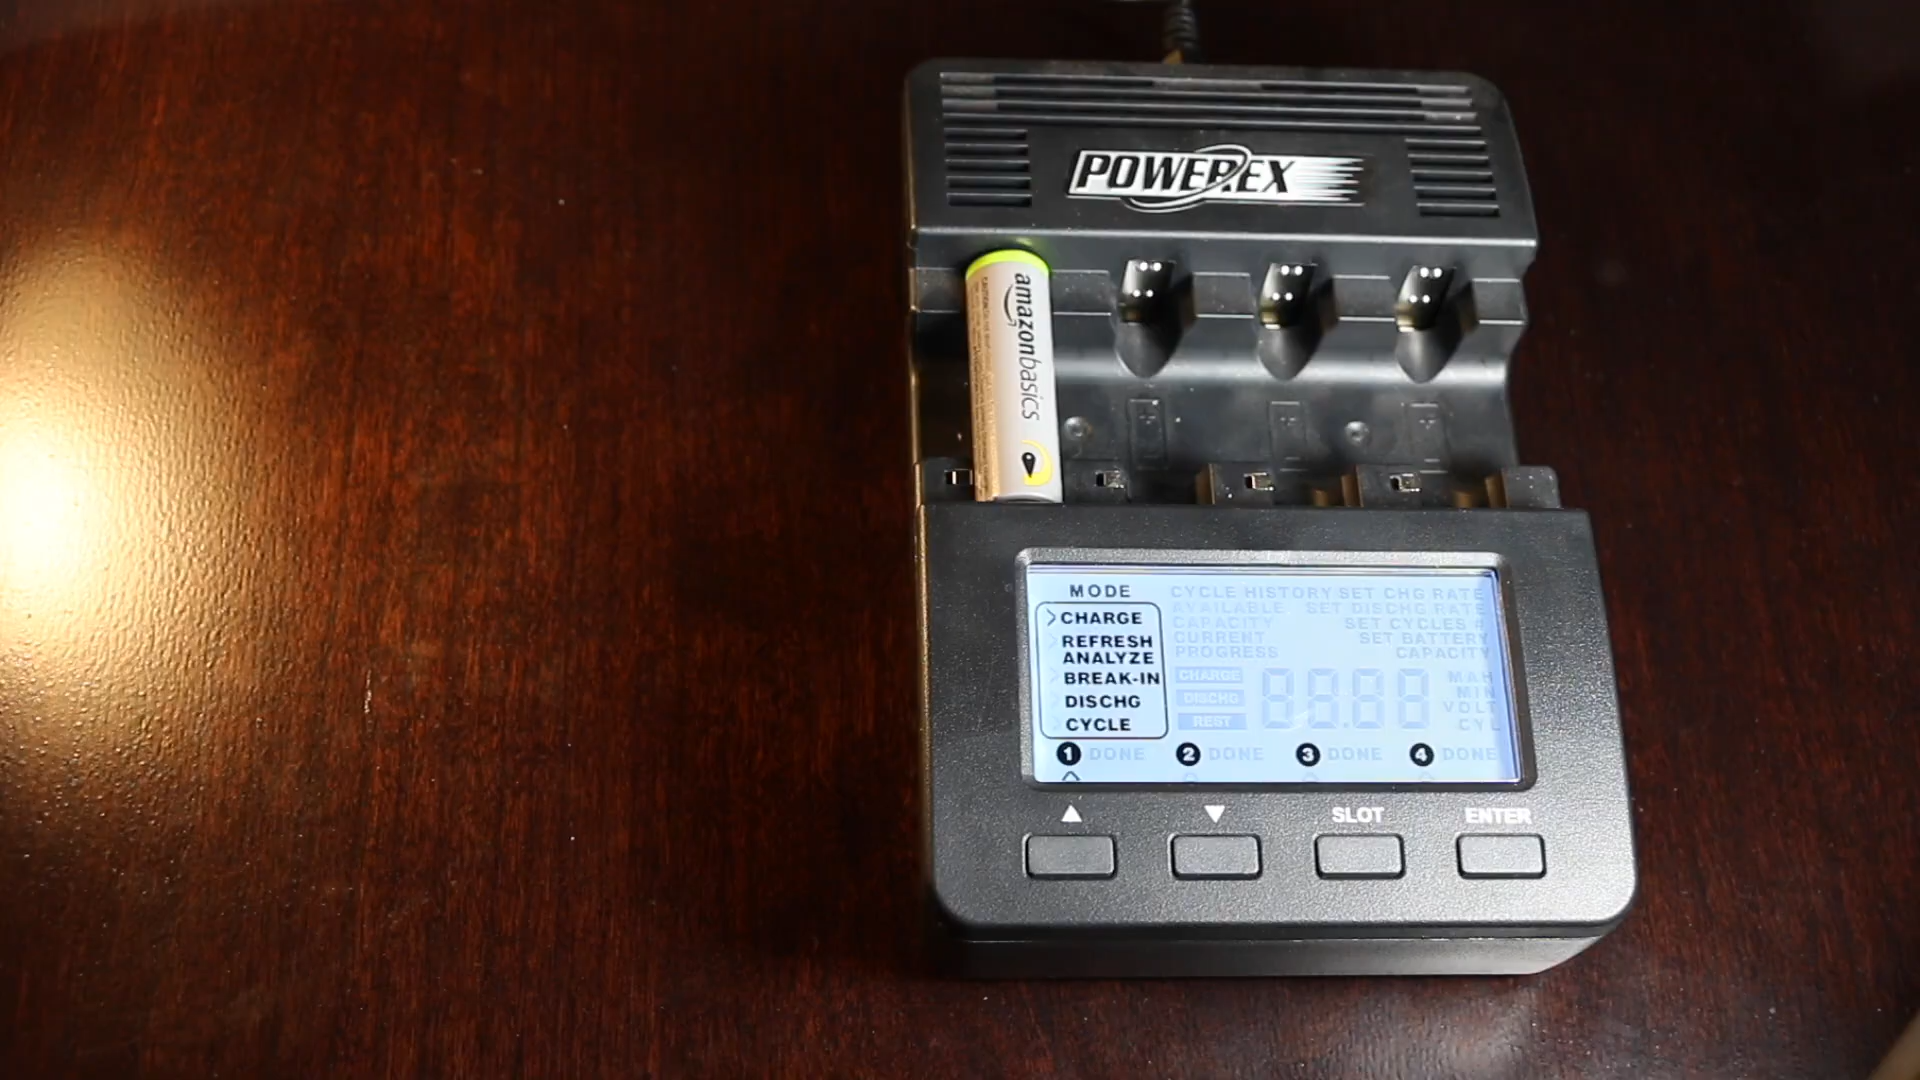 POWEREX
amazonbasics
MODE
CHARGE
REFRESH
ANALYZE
BREAK-IN
DISCHG
CYCLE
CYCLE HISTORY SET CHG RATE
AVAILABLE SET DISCHG RATE
CAPACITY SET CYCLES #
CURRENT SET BATTERY
PROGRESS CAPACITY
CHARGE
DISCHG
REST
88.88
MAH
MIN
VOLT
CYL
1 DONE 2 DONE 3 DONE 4 DONE
SLOT ENTER